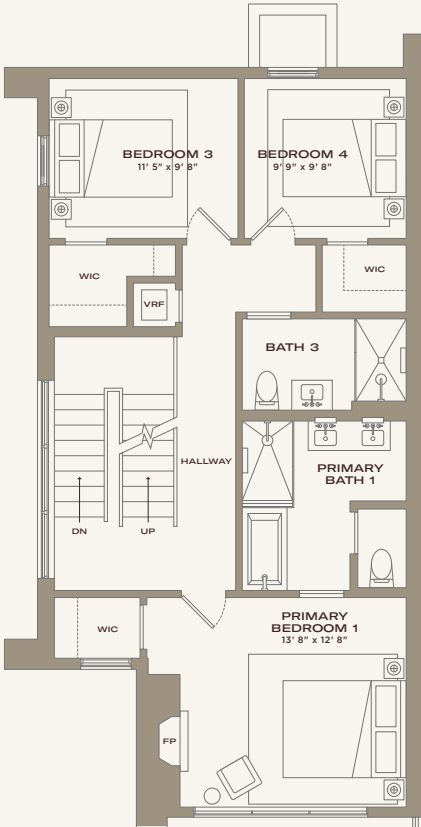 BEDROOM 3
11' 5" x 9' 8"
BEDROOM 4
9' 9" x 9' 8"
WIC
WIC
VRF
BATH 3
HALLWAY
PRIMARY
BATH 1
DN
UP
WIC
PRIMARY
BEDROOM 1
13' 8" x 12' 8"
FP